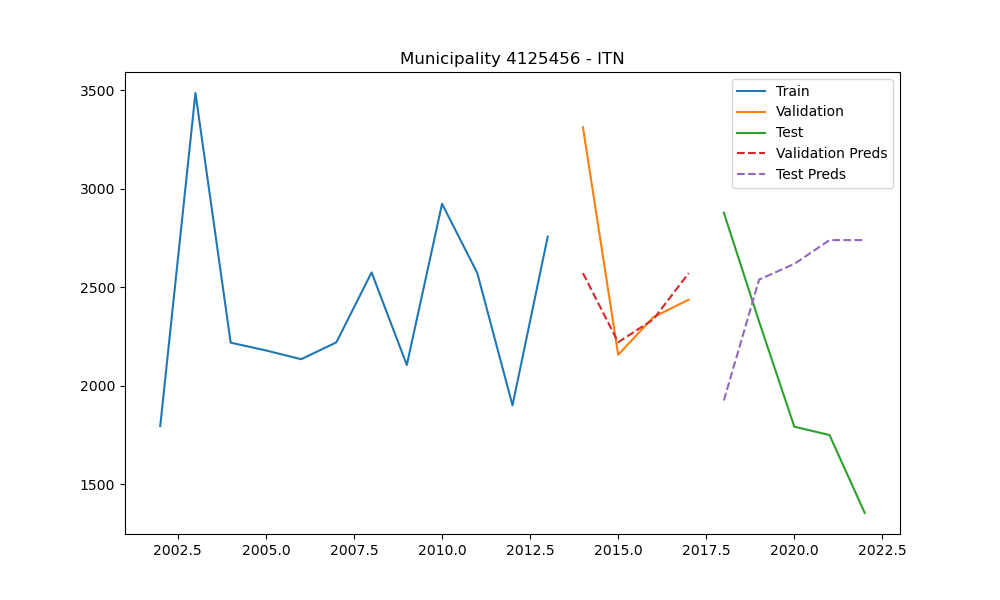 Municipality 4125456 - ITN
3500
3000
2500
2000
1500
Train
Validation
Test
Validation Preds
Test Preds
2002.5 2005.0 2007.5 2010.0 2012.5 2015.0 2017.5 2020.0 2022.5